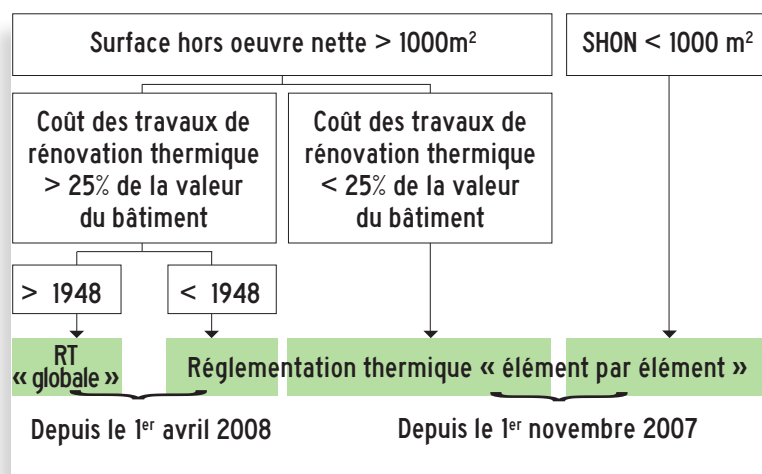 Surface hors oeuvre nette > 1000m²
SHON < 1000 m²
Coût des travaux de
rénovation thermique
> 25% de la valeur
du bâtiment
Coût des travaux de
rénovation thermique
< 25% de la valeur
du bâtiment
> 1948
< 1948
RT
« globale »
Réglementation thermique « élément par élément »
Depuis le 1er avril 2008
Depuis le 1er novembre 2007